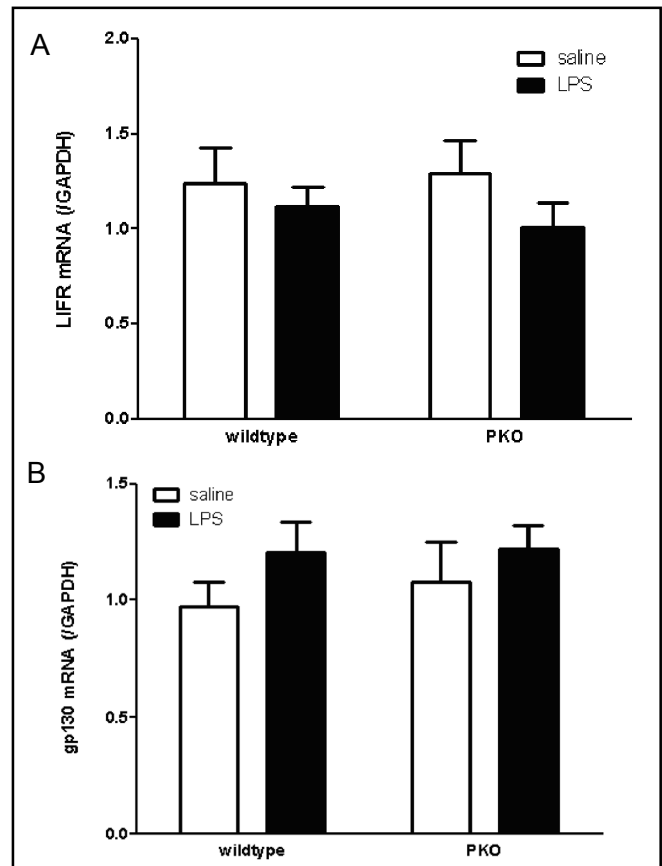 A
2.0
saline
LPS
1.5
LIFR mRNA (/GAPDH)
1.0
0.5
0.0
wildtype PKO
B
1.5
saline
LPS
1.0
gp130 mRNA (/GAPDH)
0.5
0.0
wildtype PKO